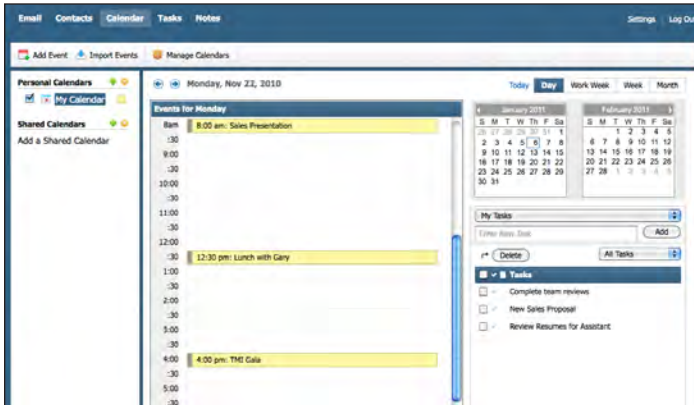 Email Contacts Calendar Tasks Notes
Settings Log Ou
Add Event Import Events Manage Calendars
Personal Calendars
My Calendar
Shared Calendars
Add a Shared Calendar
Monday, Nov 22, 2010
Today Day Work Week Week Month
Events for Monday
8am 8:00 am: Sales Presentation
:30
9:00
:30
10:00
:30
11:00
:30
12:00
:30 12:30 pm: Lunch with Gary
1:00
:30
2:00
:30
3:00
:30
4:00 4:00 pm: TMI Gala
:30
5:00
:30
January 2011
S M T W Th F Sa
26 27 28 29 30 31 1
2 3 4 5 6 7 8
9 10 11 12 13 14 15
16 17 18 19 20 21 22
23 24 25 26 27 28 29
30 31
February 2011
S M T W Th F Sa
1 2 3 4 5
6 7 8 9 10 11 12
13 14 15 16 17 18 19
20 21 22 23 24 25 26
27 28 1 2 3 4 5
My Tasks
Enter New Task Add
Delete All Tasks
Tasks
Complete team reviews
New Sales Proposal
Review Resumes for Assistant